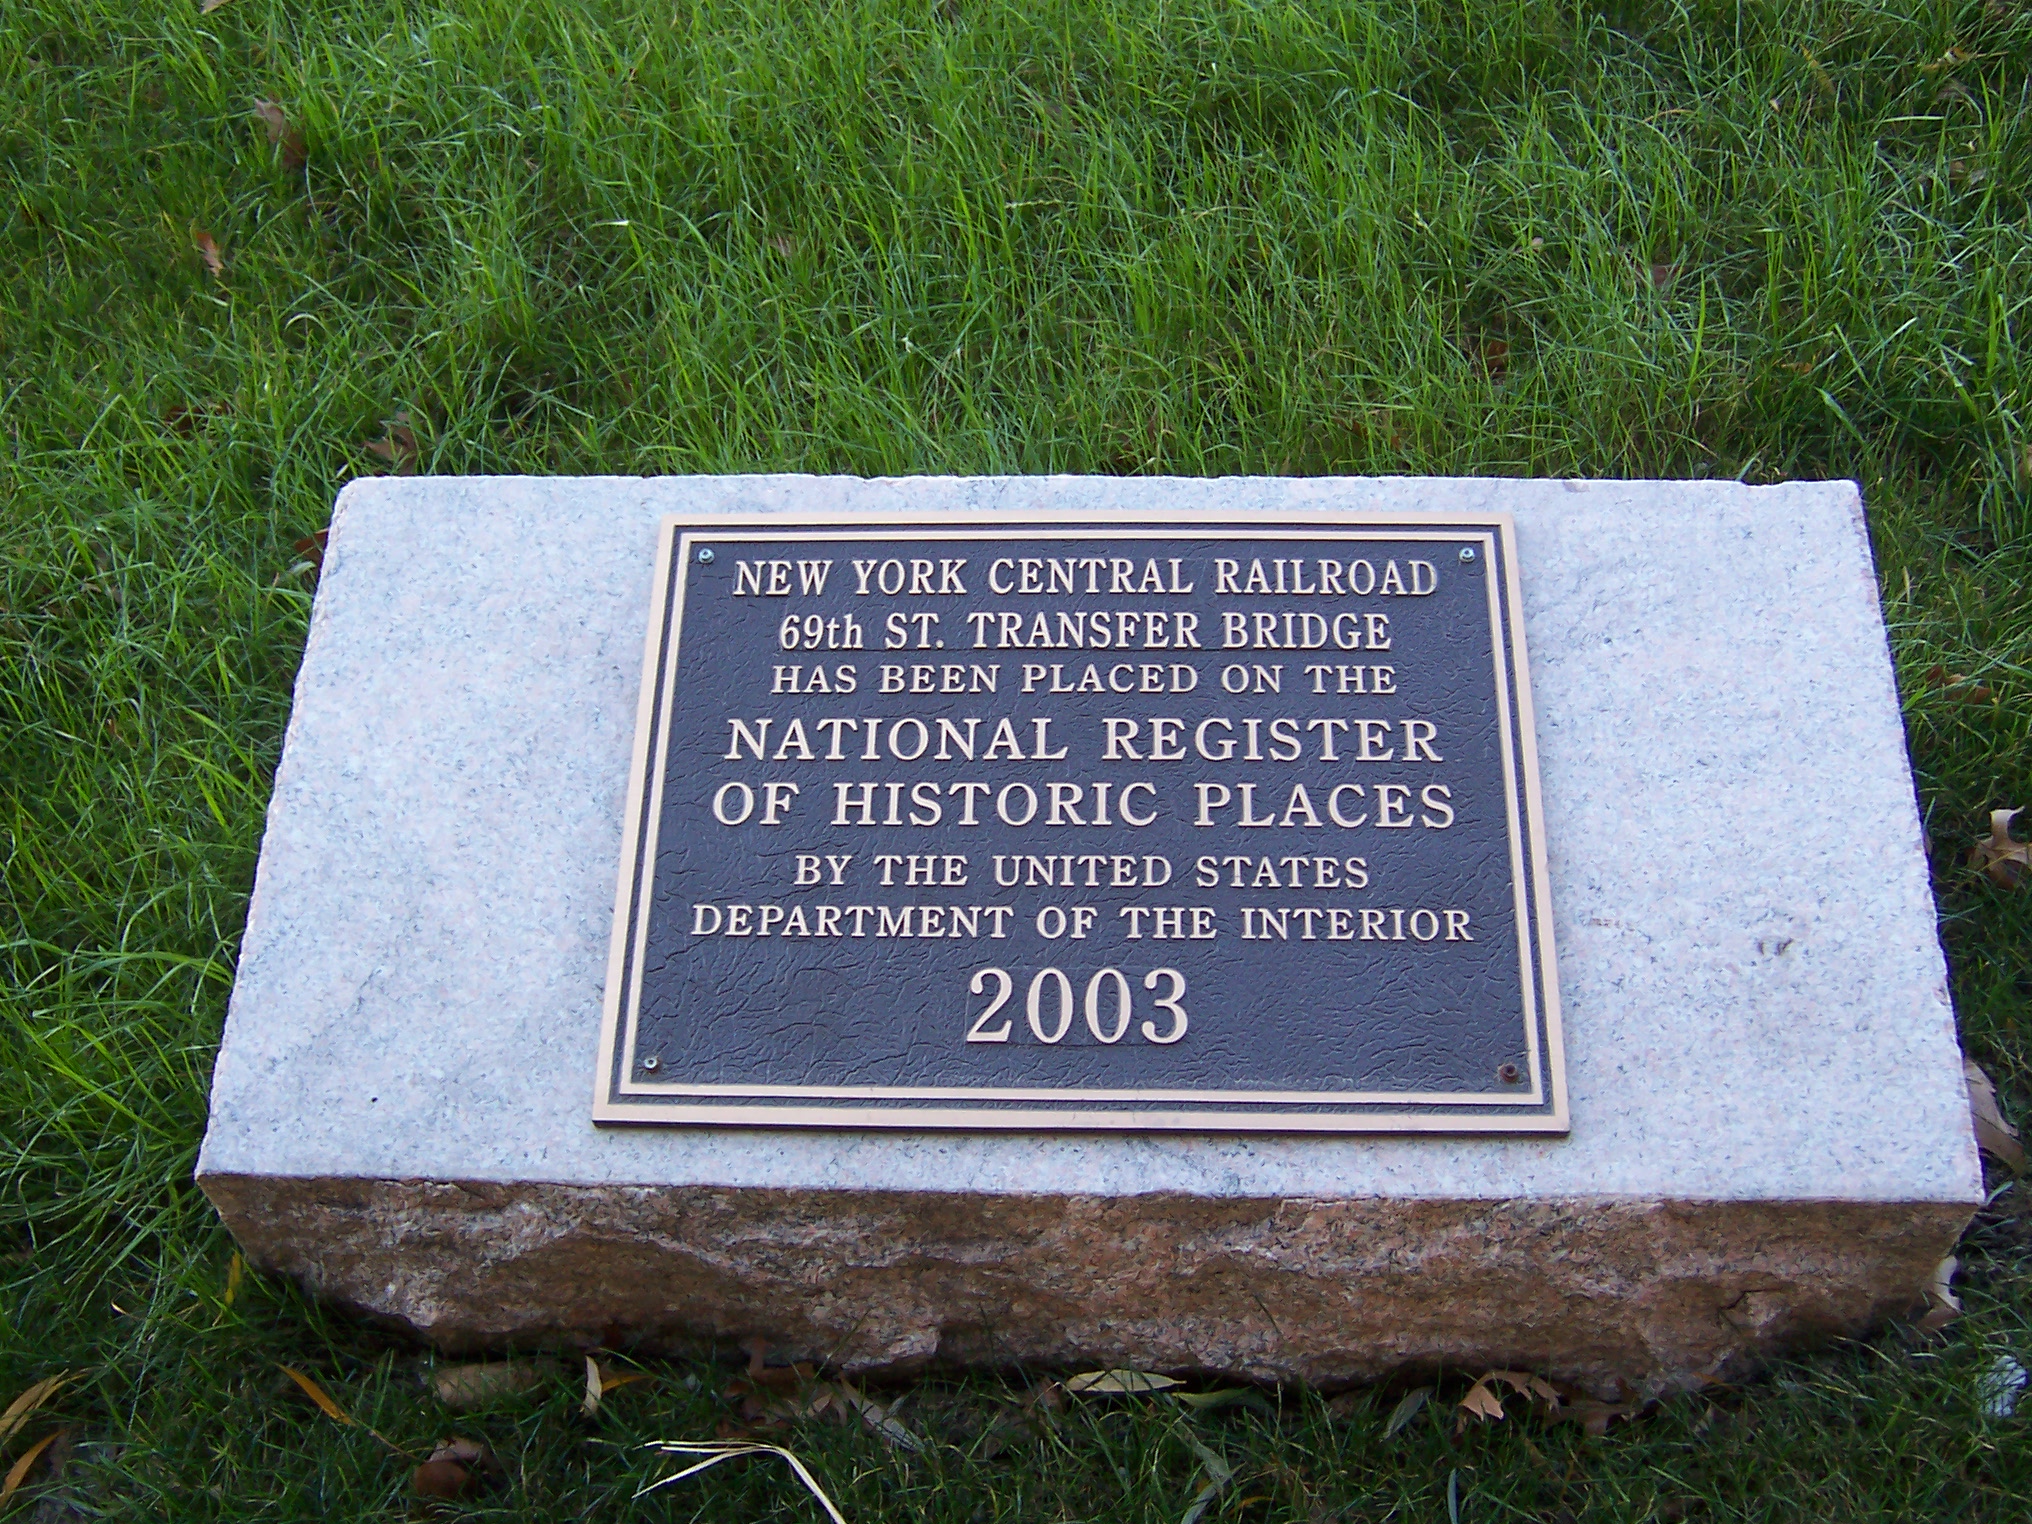 NEW YORK CENTRAL RAILROAD
69th ST. TRANSFER BRIDGE
HAS BEEN PLACED ON THE
NATIONAL REGISTER
OF HISTORIC PLACES
BY THE UNITED STATES
DEPARTMENT OF THE INTERIOR
2003